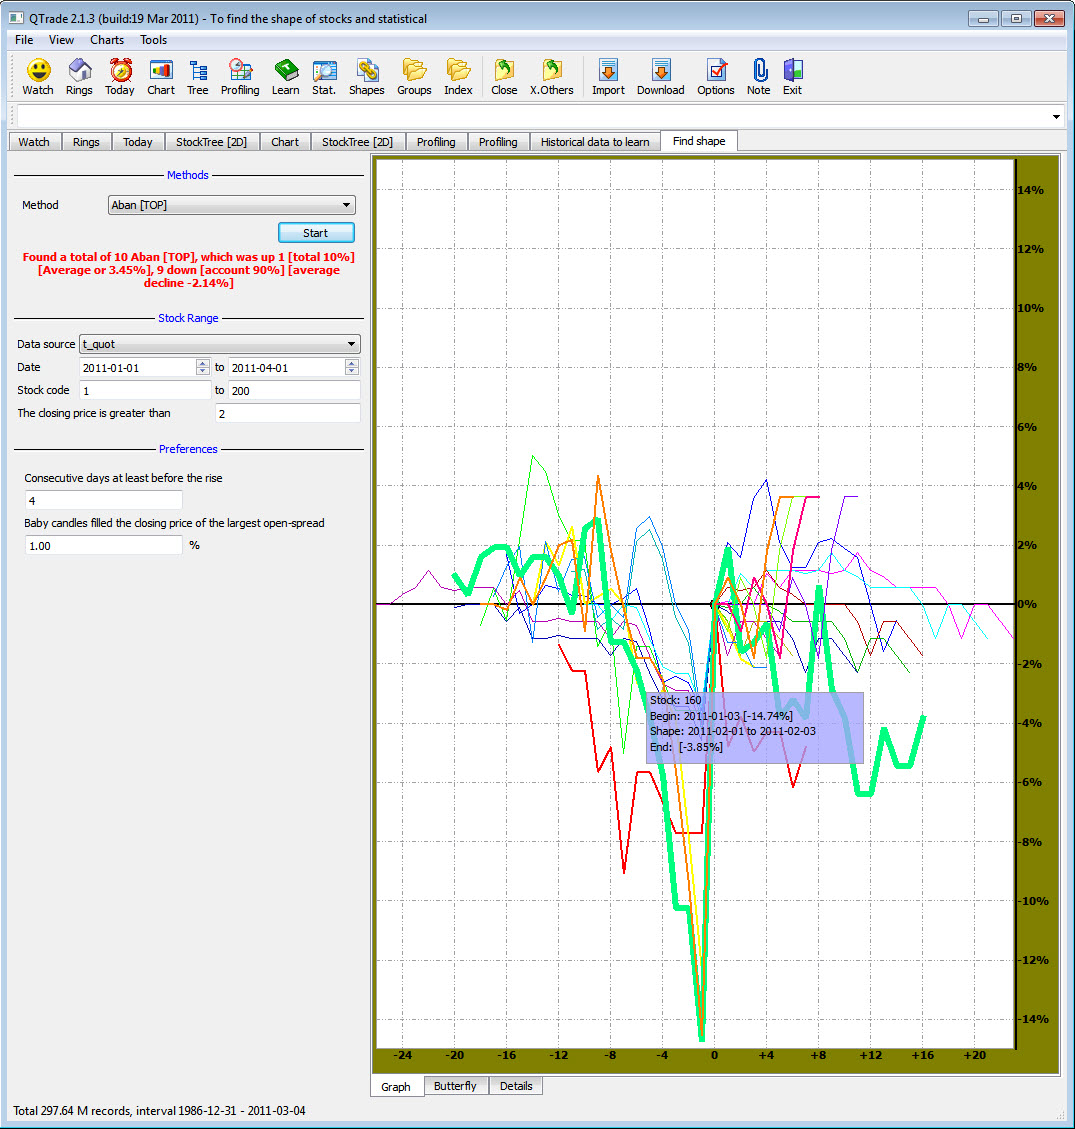 QTrade 2.1.3 (build:19 Mar 2011) - To find the shape of stocks and statistical
File View Charts Tools
Watch Rings Today Chart Tree Profiling Learn Stat. Shapes Groups Index Close X.Others Import Download Options Note Exit
Watch Rings Today StockTree [2D] Chart StockTree [2D] Profiling Profiling Historical data to learn Find shape
Methods
Method Aban [TOP]
Start
Found a total of 10 Aban [TOP], which was up 1 [total 10%]
[Average or 3.45%], 9 down [account 90%] [average
decline -2.14%]
Stock Range
Data source t_quot
Date 2011-01-01 to 2011-04-01
Stock code 1 to 200
The closing price is greater than 2
Preferences
Consecutive days at least before the rise
4
Baby candles filled the closing price of the largest open-spread
1.00 %
14%
12%
10%
8%
6%
4%
2%
0%
-2%
-4%
-6%
-8%
-10%
-12%
-14%
Stock: 160
Begin: 2011-01-03 [-14.74%]
Shape: 2011-02-01 to 2011-02-03
End: [-3.85%]
-24 -20 -16 -12 -8 -4 0 +4 +8 +12 +16 +20
Graph Butterfly Details
Total 297.64 M records, interval 1986-12-31 - 2011-03-04